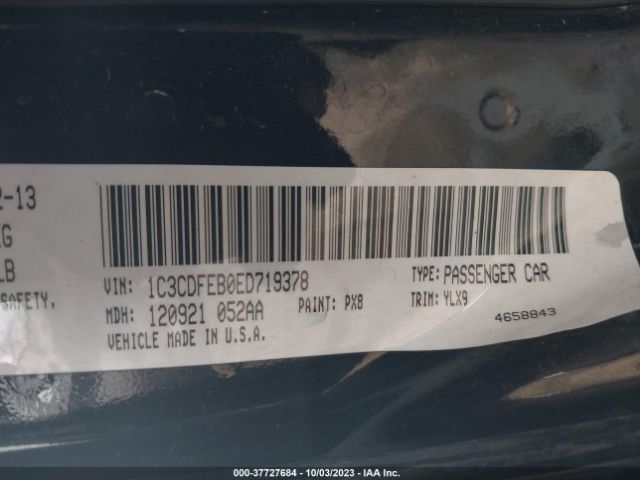 2-13
KG
LB
SAFETY,
VIN: 1C3CDFEB0ED719378
TYPE: PASSENGER CAR
MDH: 120921 052AA
PAINT: PX8
TRIM: YLX9
VEHICLE MADE IN U.S.A.
4658843
000-37727684 - 10/03/2023 - IAA Inc.